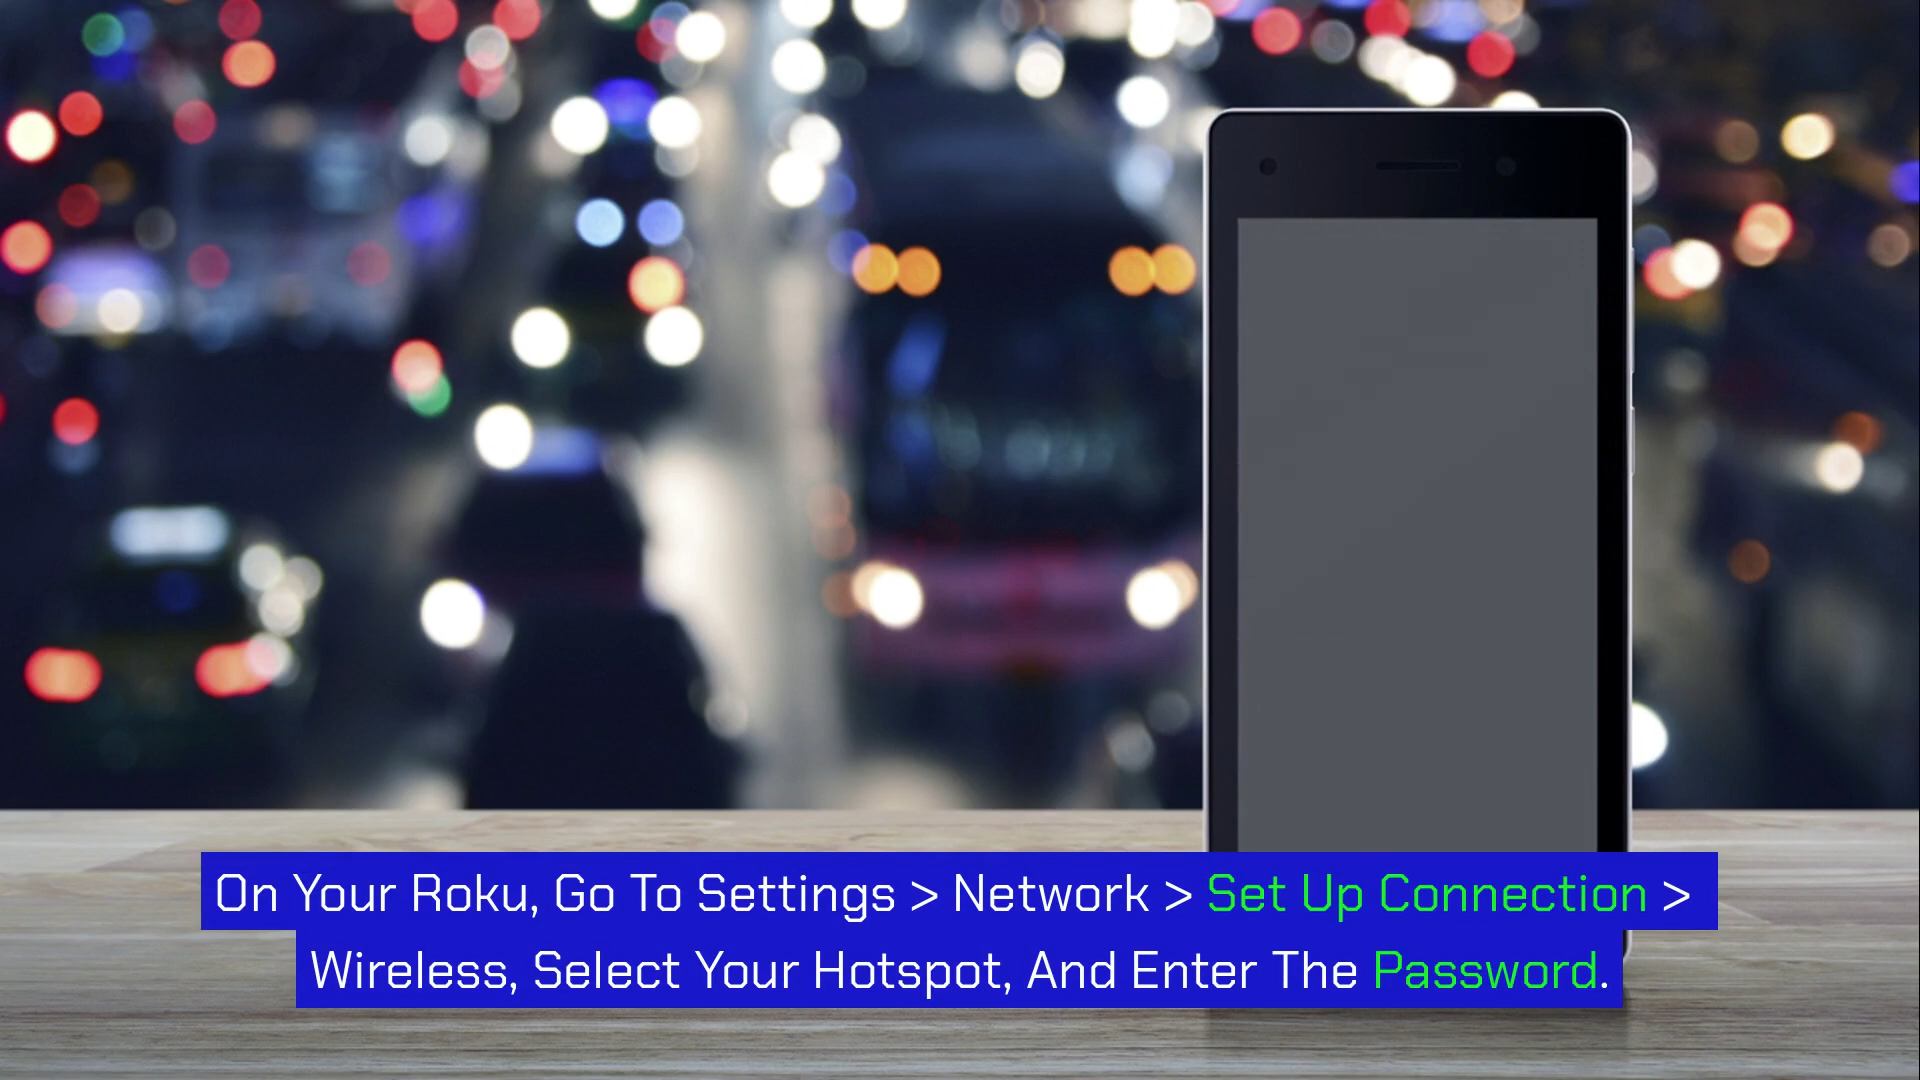 On Your Roku, Go To Settings > Network > Set Up Connection >
Wireless, Select Your Hotspot, And Enter The Password.